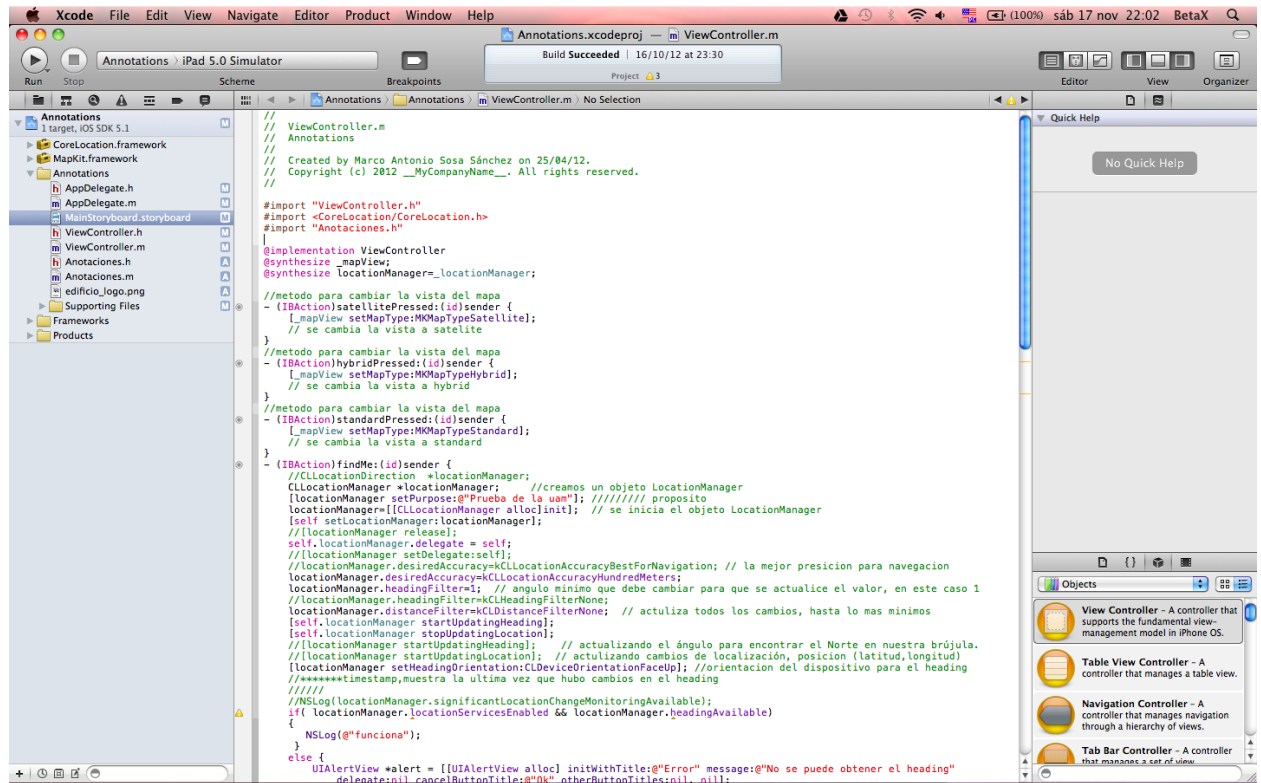 Xcode File Edit View Navigate Editor Product Window Help (100%) sáb 17 nov 22:02 BetaX
Annotations.xcodeproj — ViewController.m
Annotations › iPad 5.0 Simulator
Build Succeeded | 16/10/12 at 23:30
Project 3
Run Stop Scheme Breakpoints Editor View Organizer
Annotations › Annotations › ViewController.m › No Selection
Annotations
1 target, iOS SDK 5.1
CoreLocation.framework
MapKit.framework
Annotations
AppDelegate.h
AppDelegate.m
MainStoryboard.storyboard
ViewController.h
ViewController.m
Anotaciones.h
Anotaciones.m
edificio_logo.png
Supporting Files
Frameworks
Products
//
// ViewController.m
// Annotations
//
// Created by Marco Antonio Sosa Sánchez on 25/04/12.
// Copyright (c) 2012 __MyCompanyName__. All rights reserved.
//
#import "ViewController.h"
#import <CoreLocation/CoreLocation.h>
#import "Anotaciones.h"
@implementation ViewController
@synthesize _mapView;
@synthesize locationManager=_locationManager;
//metodo para cambiar la vista del mapa
- (IBAction)satellitePressed:(id)sender {
[_mapView setMapType:MKMapTypeSatellite];
// se cambia la vista a satelite
}
//metodo para cambiar la vista del mapa
- (IBAction)hybridPressed:(id)sender {
[_mapView setMapType:MKMapTypeHybrid];
// se cambia la vista a hybrid
}
//metodo para cambiar la vista del mapa
- (IBAction)standardPressed:(id)sender {
[_mapView setMapType:MKMapTypeStandard];
// se cambia la vista a standard
}
- (IBAction)findMe:(id)sender {
//CLLocationDirection *locationManager;
CLLocationManager *locationManager; //creamos un objeto LocationManager
[locationManager setPurpose:@"Prueba de la uam"]; ///////// proposito
locationManager=[[CLLocationManager alloc]init]; // se inicia el objeto LocationManager
[self setLocationManager:locationManager];
//[locationManager release];
self.locationManager.delegate = self;
//[locationManager setDelegate:self];
//locationManager.desiredAccuracy=kCLLocationAccuracyBestForNavigation; // la mejor presicion para navegacion
locationManager.desiredAccuracy=kCLLocationAccuracyHundredMeters;
locationManager.headingFilter=1; // angulo minimo que debe cambiar para que se actualice el valor, en este caso 1
//locationManager.headingFilter=kCLHeadingFilterNone;
locationManager.distanceFilter=kCLDistanceFilterNone; // actuliza todos los cambios, hasta lo mas minimos
[self.locationManager startUpdatingHeading];
[self.locationManager stopUpdatingLocation];
//[locationManager startUpdatingHeading]; // actualizando el ángulo para encontrar el Norte en nuestra brújula.
//[locationManager startUpdatingLocation]; // actulizando cambios de localización, posicion (latitud,longitud)
[locationManager setHeadingOrientation:CLDeviceOrientationFaceUp]; //orientacion del dispositivo para el heading
//*******timestamp,muestra la ultima vez que hubo cambios en el heading
//////
//NSLog(locationManager.significantLocationChangeMonitoringAvailable);
if( locationManager.locationServicesEnabled && locationManager.headingAvailable)
{
NSLog(@"funciona");
}
else {
UIAlertView *alert = [[UIAlertView alloc] initWithTitle:@"Error" message:@"No se puede obtener el heading"
delegate:nil cancelButtonTitle:@"Ok" otherButtonTitles:nil, nil];
Quick Help
No Quick Help
Objects
View Controller – A controller that
supports the fundamental view-
management model in iPhone OS.
Table View Controller – A
controller that manages a table view.
Navigation Controller – A
controller that manages navigation
through a hierarchy of views.
Tab Bar Controller – A controller
that manages a set of view